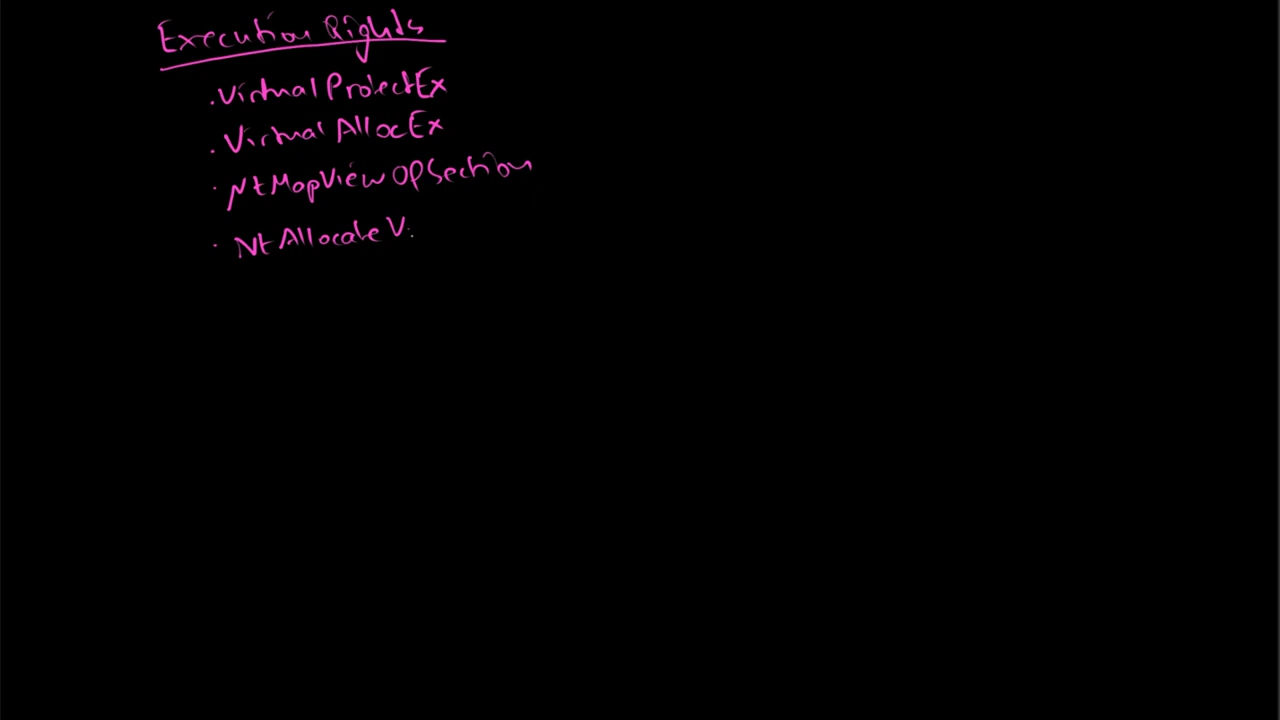 Execution Rights
. VirtualProtectEx
. VirtualAllocEx
. NtMapViewOfSection
. NtAllocateV.